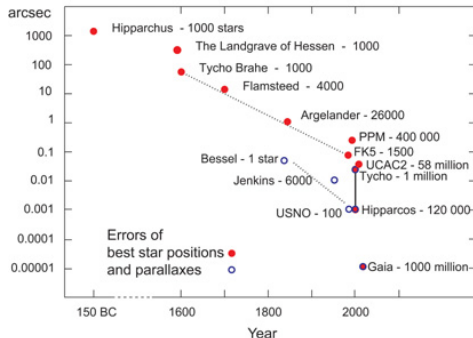 arcsec
Hipparchus - 1000 stars
1000
The Landgrave of Hessen - 1000
100
Tycho Brahe - 1000
10
Flamsteed - 4000
1
Argelander - 26000
PPM - 400 000
0.1
FK5 - 1500
Bessel - 1 star
UCAC2 - 58 million
0.01
Jenkins - 6000
Tycho - 1 million
0.001
USNO - 100
Hipparcos - 120 000
0.0001
Errors of
best star positions
and parallaxes
0.00001
Gaia - 1000 million
150 BC
1600
1800
2000
Year